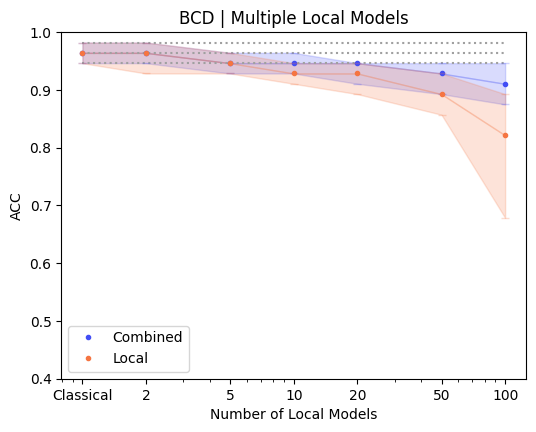 BCD | Multiple Local Models
1.0
0.9
0.8
0.7
0.6
0.5
0.4
ACC
Combined
Local
Classical 2 5 10 20 50 100
Number of Local Models